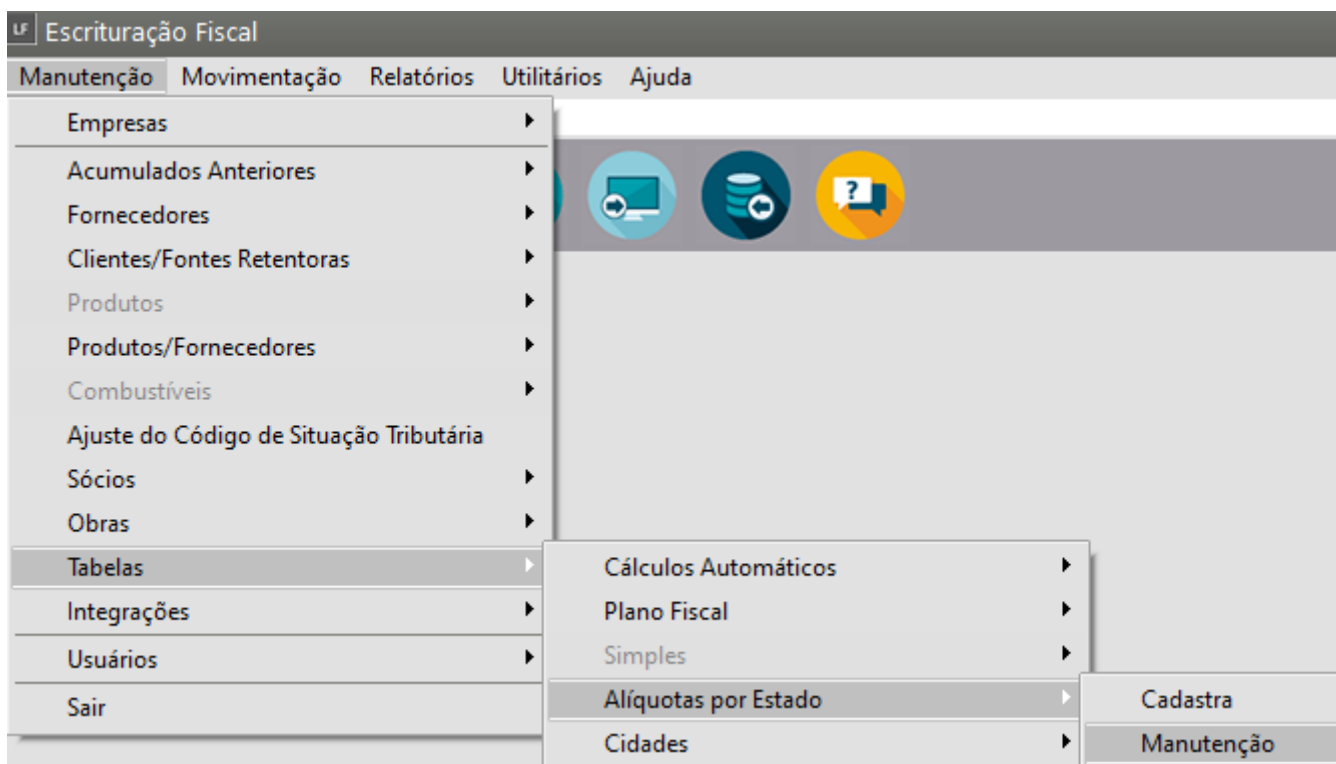 LF Escrituração Fiscal
Manutenção Movimentação Relatórios Utilitários Ajuda
Empresas
Acumulados Anteriores
Fornecedores
Clientes/Fontes Retentoras
Produtos
Produtos/Fornecedores
Combustíveis
Ajuste do Código de Situação Tributária
Sócios
Obras
Tabelas
Integrações
Usuários
Sair
Cálculos Automáticos
Plano Fiscal
Simples
Alíquotas por Estado
Cidades
Cadastra
Manutenção
?